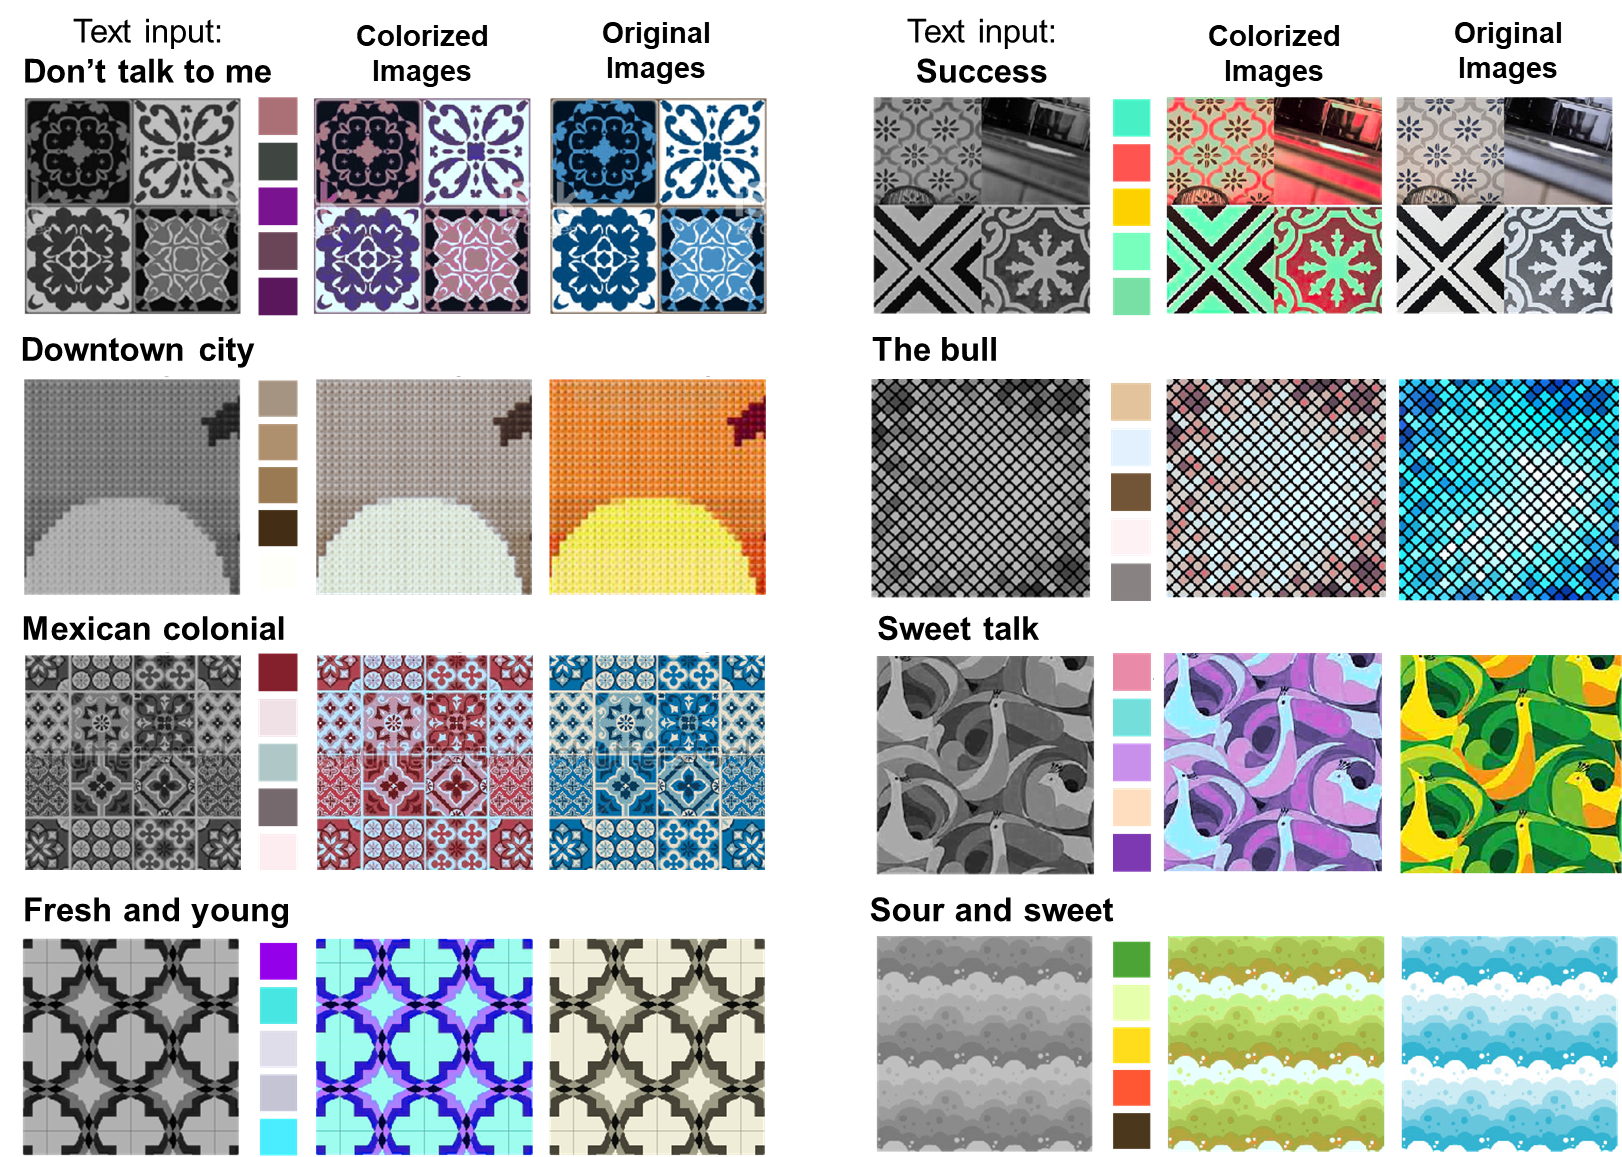 Text input:
Don't talk to me
Colorized
Images
Original
Images
Text input:
Success
Colorized
Images
Original
Images
Downtown city
The bull
Mexican colonial
Sweet talk
Fresh and young
Sour and sweet